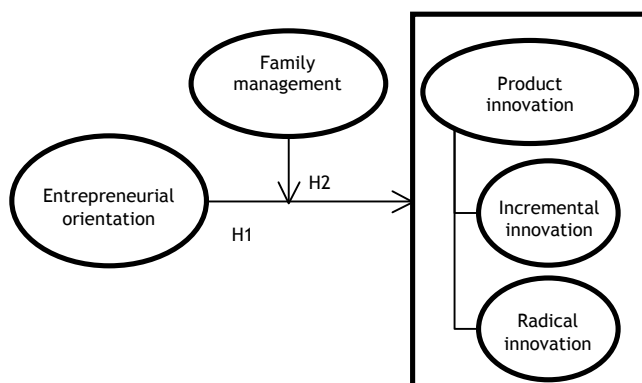 Family
management
Product
innovation
Entrepreneurial
orientation
H2
H1
Incremental
innovation
Radical
innovation